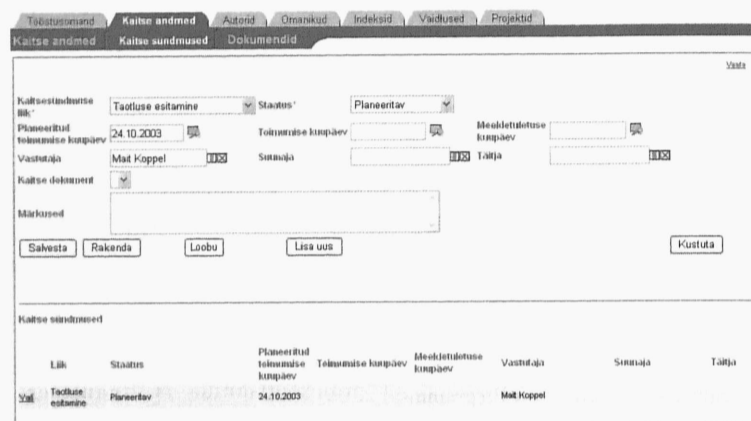 Tööstusomand Kaitse andmed Autorid Omanikud Indeksid Vaidlused Projektid
Kaitse andmed Kaitse sündmused Dokumendid
Vaata
Kaitsesündmuse liik* Taotluse esitamine Staatus* Planeeritav
Planeeritud toimumise kuupäev 24.10.2003 Toimumise kuupäev Meeldetuletuse kuupäev
Vastutaja Mait Koppel Suunaja Täitja
Kaitse dokument
Märkused
Salvesta Rakenda Loobu Lisa uus Kustuta
Kaitse sündmused
Liik Staatus Planeeritud toimumise kuupäev Toimumise kuupäev Meeldetuletuse kuupäev Vastutaja Suunaja Täitja
Vali Taotluse esitamine Planeeritav 24.10.2003 Mait Koppel